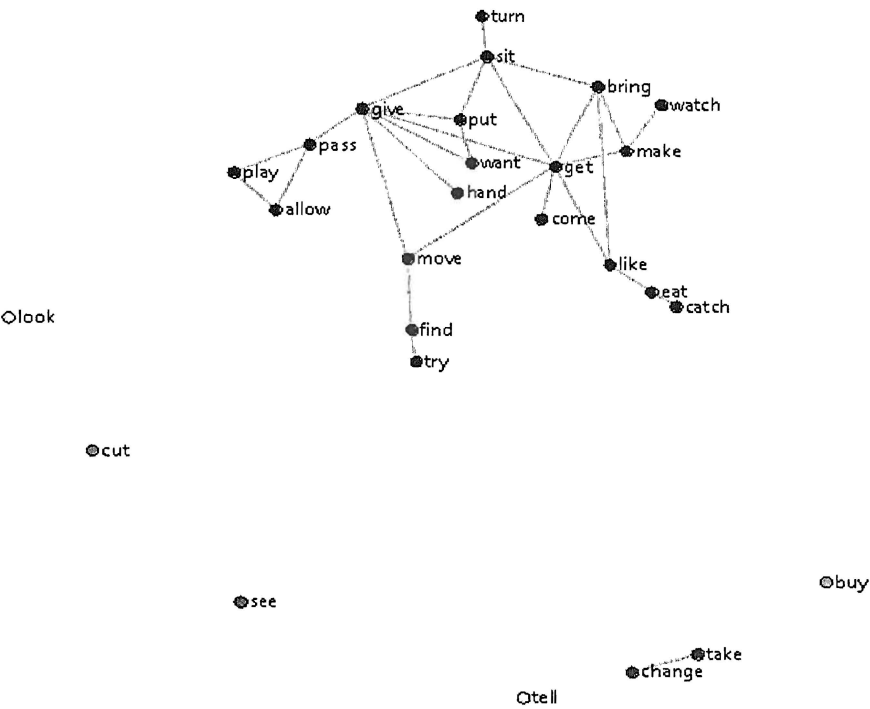 turn
sit
bring
watch
give
put
pass
make
want
get
play
hand
allow
come
move
like
eat
catch
look
find
try
cut
buy
see
take
change
tell